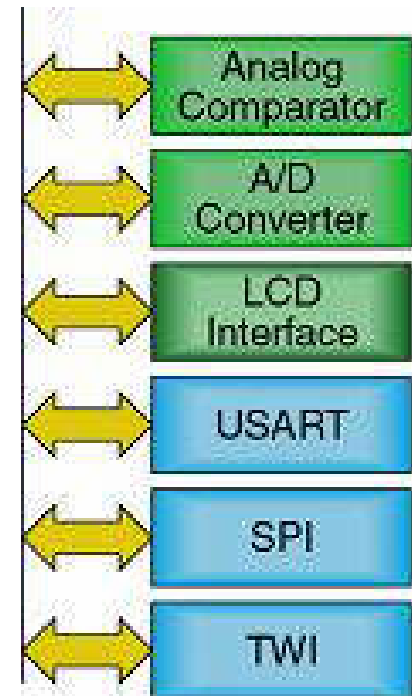 Analog
Comparator
A/D
Converter
LCD
Interface
USART
SPI
TWI